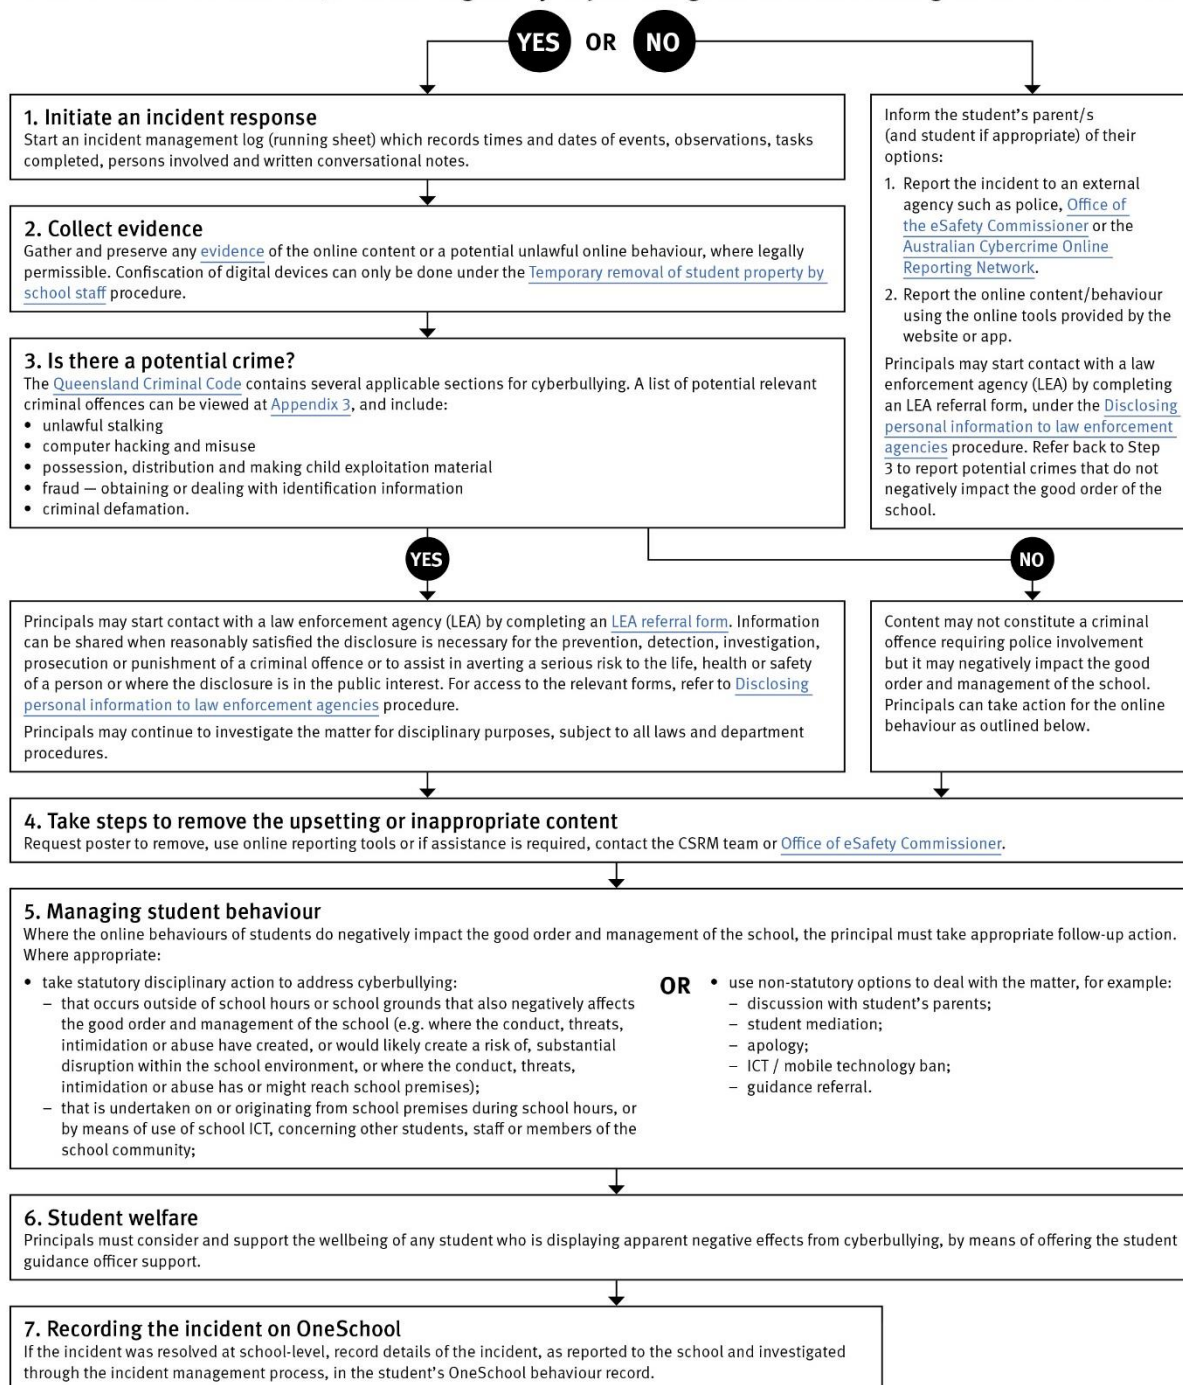 YES OR NO
1. Initiate an incident response
Start an incident management log (running sheet) which records times and dates of events, observations, tasks
completed, persons involved and written conversational notes.
2. Collect evidence
Gather and preserve any evidence of the online content or a potential unlawful online behaviour, where legally
permissible. Confiscation of digital devices can only be done under the Temporary removal of student property by
school staff procedure.
3. Is there a potential crime?
The Queensland Criminal Code contains several applicable sections for cyberbullying. A list of potential relevant
criminal offences can be viewed at Appendix 3, and include:
• unlawful stalking
• computer hacking and misuse
• possession, distribution and making child exploitation material
• fraud — obtaining or dealing with identification information
• criminal defamation.
Inform the student's parent/s
(and student if appropriate) of their
options:
1. Report the incident to an external
agency such as police, Office of
the eSafety Commissioner or the
Australian Cybercrime Online
Reporting Network.
2. Report the online content/behaviour
using the online tools provided by the
website or app.
Principals may start contact with a law
enforcement agency (LEA) by completing
an LEA referral form, under the Disclosing
personal information to law enforcement
agencies procedure. Refer back to Step
3 to report potential crimes that do not
negatively impact the good order of the
school.
YES
NO
Principals may start contact with a law enforcement agency (LEA) by completing an LEA referral form. Information
can be shared when reasonably satisfied the disclosure is necessary for the prevention, detection, investigation,
prosecution or punishment of a criminal offence or to assist in averting a serious risk to the life, health or safety
of a person or where the disclosure is in the public interest. For access to the relevant forms, refer to Disclosing
personal information to law enforcement agencies procedure.
Principals may continue to investigate the matter for disciplinary purposes, subject to all laws and department
procedures.
Content may not constitute a criminal
offence requiring police involvement
but it may negatively impact the good
order and management of the school.
Principals can take action for the online
behaviour as outlined below.
4. Take steps to remove the upsetting or inappropriate content
Request poster to remove, use online reporting tools or if assistance is required, contact the CSRM team or Office of eSafety Commissioner.
5. Managing student behaviour
Where the online behaviours of students do negatively impact the good order and management of the school, the principal must take appropriate follow-up action.
Where appropriate:
• take statutory disciplinary action to address cyberbullying:
– that occurs outside of school hours or school grounds that also negatively affects
the good order and management of the school (e.g. where the conduct, threats,
intimidation or abuse have created, or would likely create a risk of, substantial
disruption within the school environment, or where the conduct, threats,
intimidation or abuse has or might reach school premises);
– that is undertaken on or originating from school premises during school hours, or
by means of use of school ICT, concerning other students, staff or members of the
school community;
OR
• use non-statutory options to deal with the matter, for example:
– discussion with student's parents;
– student mediation;
– apology;
– ICT / mobile technology ban;
– guidance referral.
6. Student welfare
Principals must consider and support the wellbeing of any student who is displaying apparent negative effects from cyberbullying, by means of offering the student
guidance officer support.
7. Recording the incident on OneSchool
If the incident was resolved at school-level, record details of the incident, as reported to the school and investigated
through the incident management process, in the student's OneSchool behaviour record.